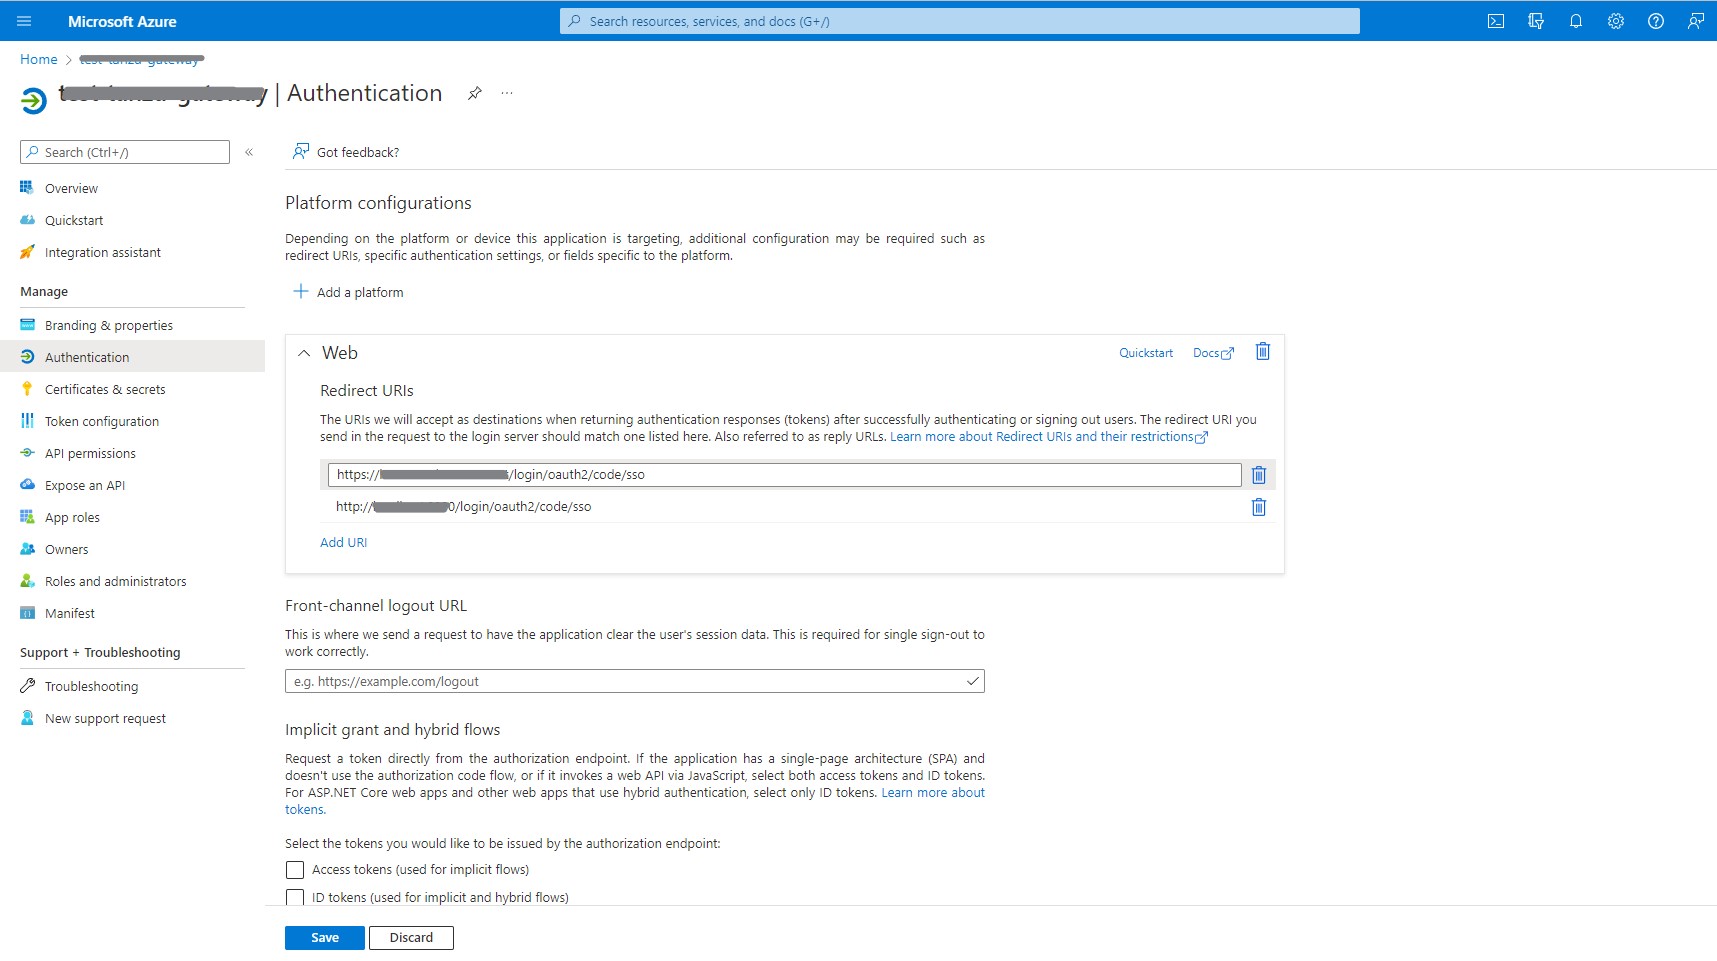 Microsoft Azure
Search resources, services, and docs (G+/)
Home
| Authentication
Search (Ctrl+/)
Got feedback?
Overview
Quickstart
Integration assistant
Manage
Branding & properties
Authentication
Certificates & secrets
Token configuration
API permissions
Expose an API
App roles
Owners
Roles and administrators
Manifest
Support + Troubleshooting
Troubleshooting
New support request
Platform configurations
Depending on the platform or device this application is targeting, additional configuration may be required such as
redirect URIs, specific authentication settings, or fields specific to the platform.
Add a platform
Web
Quickstart
Docs
Redirect URIs
The URIs we will accept as destinations when returning authentication responses (tokens) after successfully authenticating or signing out users. The redirect URI you
send in the request to the login server should match one listed here. Also referred to as reply URLs. Learn more about Redirect URIs and their restrictions
https:// /login/oauth2/code/sso
http:// 0/login/oauth2/code/sso
Add URI
Front-channel logout URL
This is where we send a request to have the application clear the user's session data. This is required for single sign-out to
work correctly.
e.g. https://example.com/logout
Implicit grant and hybrid flows
Request a token directly from the authorization endpoint. If the application has a single-page architecture (SPA) and
doesn't use the authorization code flow, or if it invokes a web API via JavaScript, select both access tokens and ID tokens.
For ASP.NET Core web apps and other web apps that use hybrid authentication, select only ID tokens. Learn more about
tokens.
Select the tokens you would like to be issued by the authorization endpoint:
Access tokens (used for implicit flows)
ID tokens (used for implicit and hybrid flows)
Save
Discard